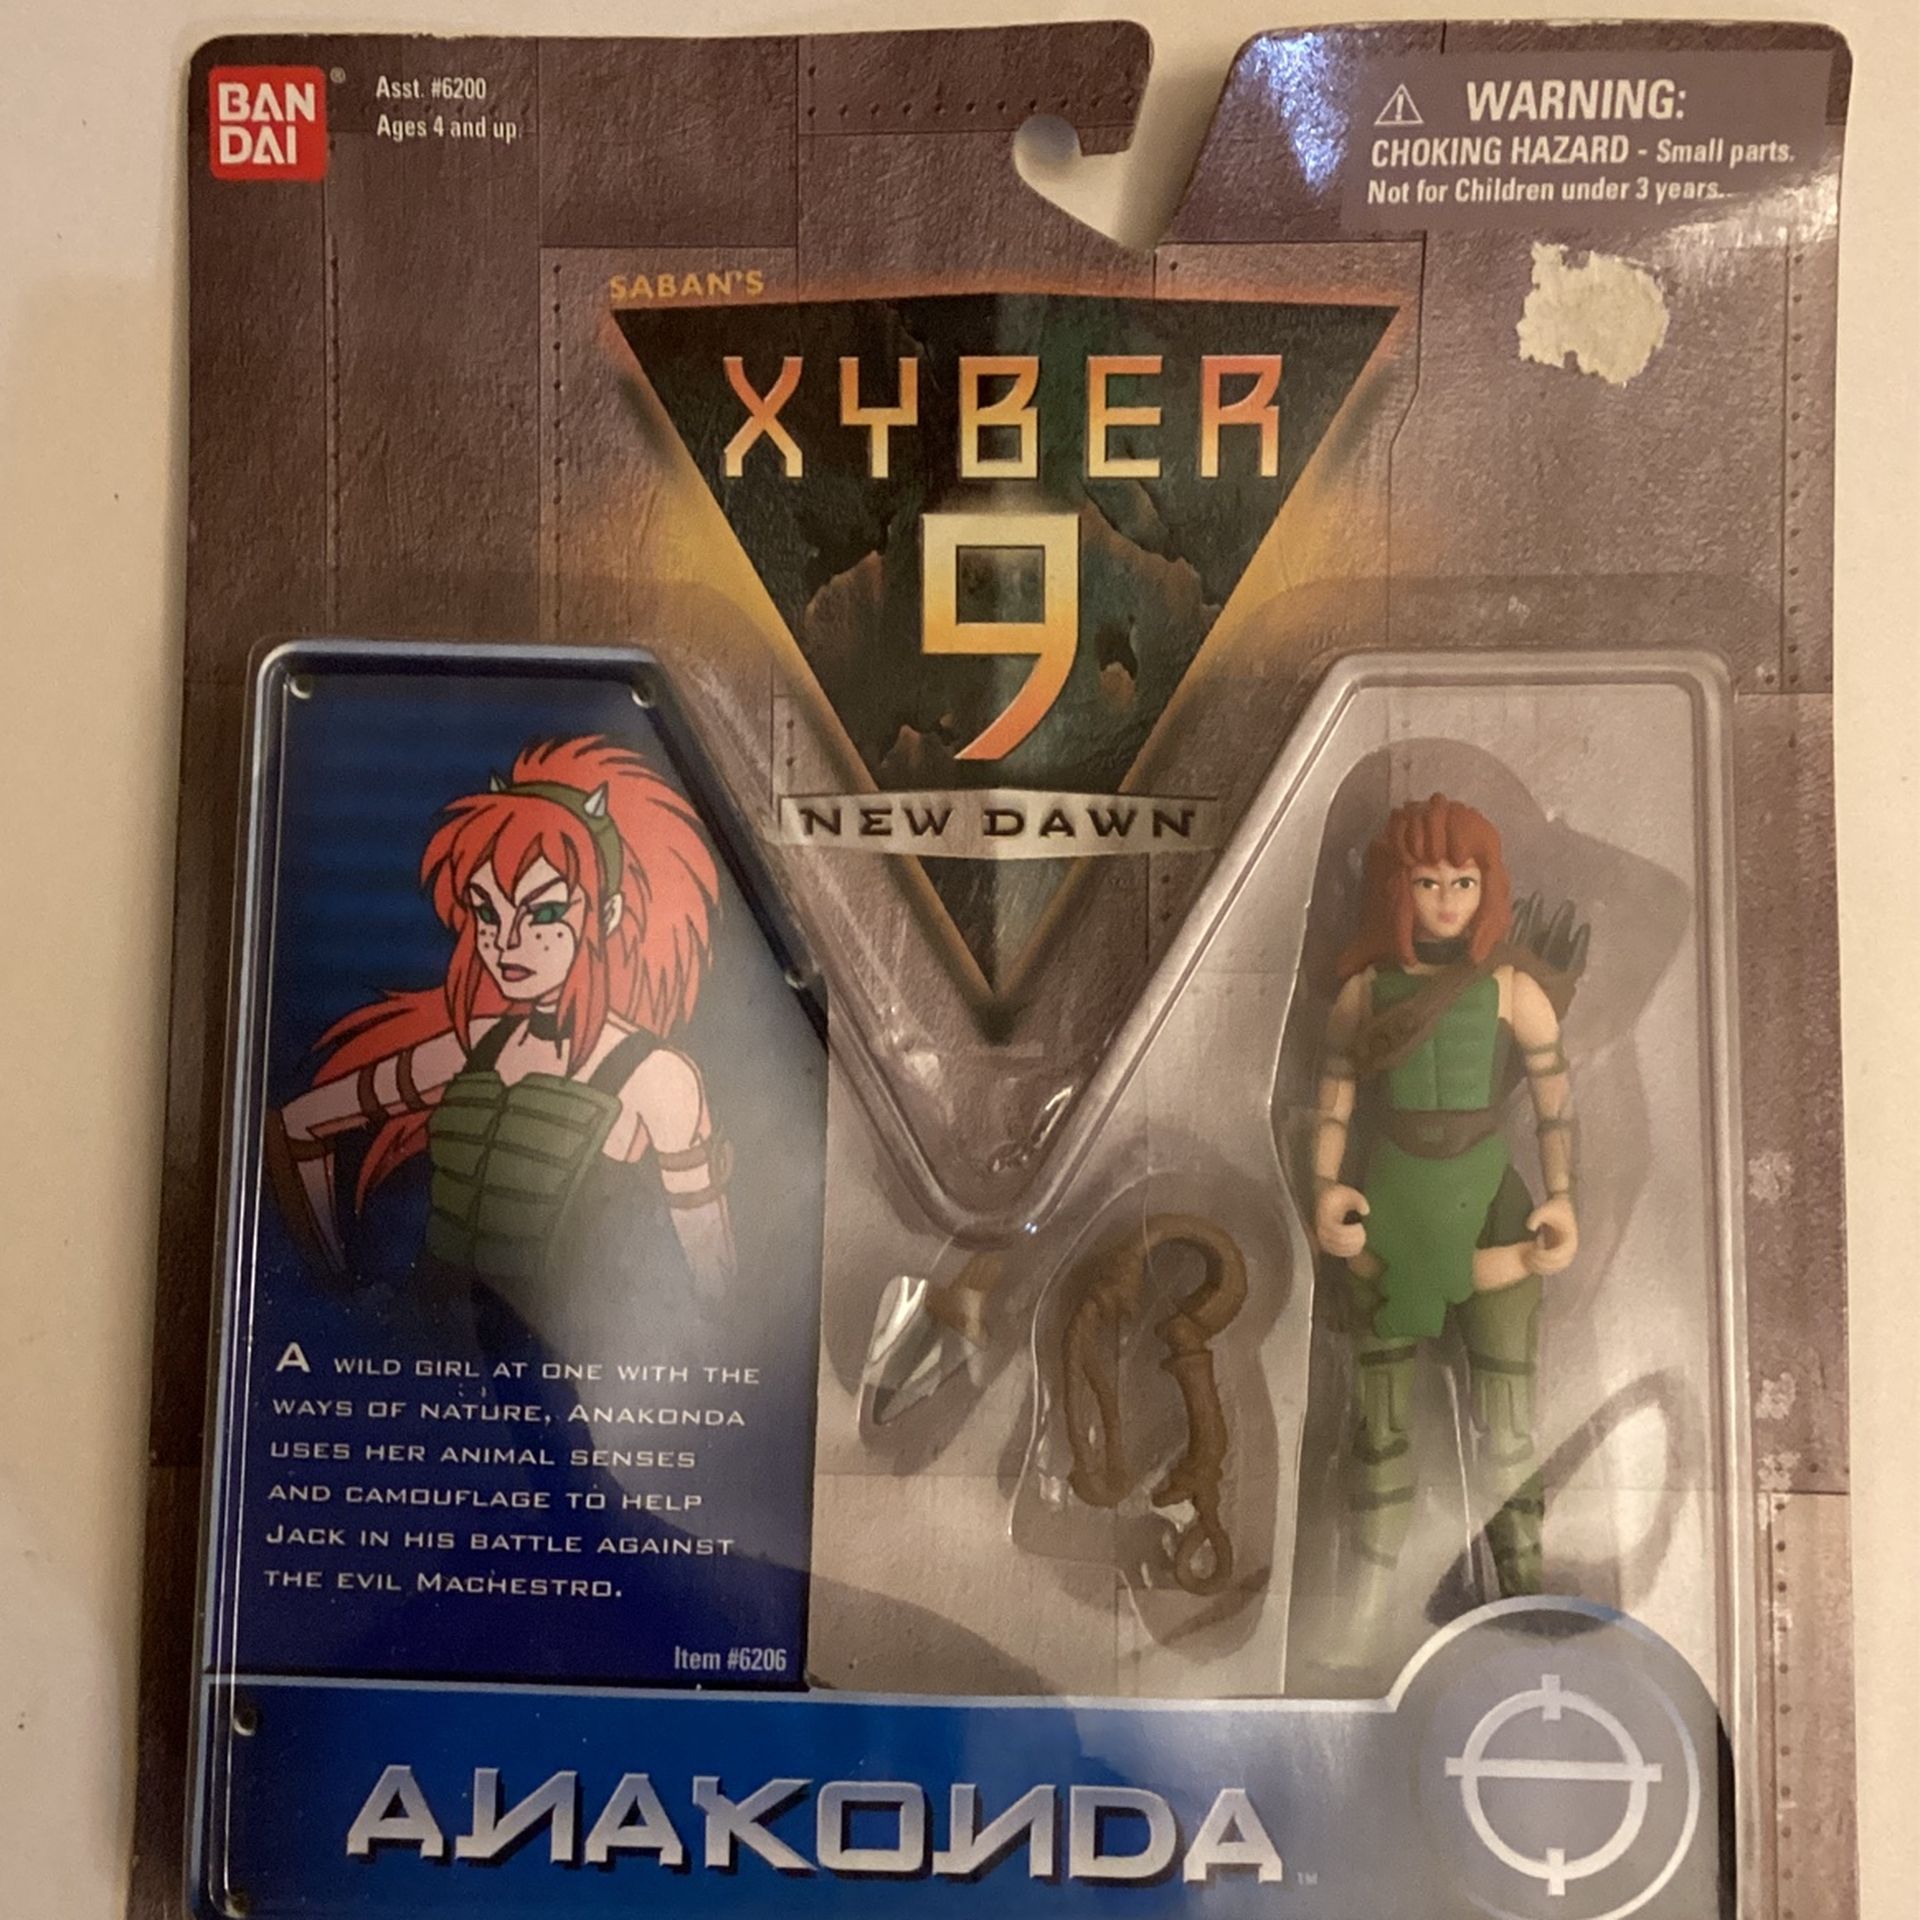 BAN
DAI
®
Asst. #6200
Ages 4 and up.
⚠ WARNING:
CHOKING HAZARD - Small parts.
Not for Children under 3 years.
SABAN'S
XYBER
9
NEW DAWN
A WILD GIRL AT ONE WITH THE
WAYS OF NATURE, ANAKONDA
USES HER ANIMAL SENSES
AND CAMOUFLAGE TO HELP
JACK IN HIS BATTLE AGAINST
THE EVIL MACHESTRO.
Item #6206
ANAKONDA
TM